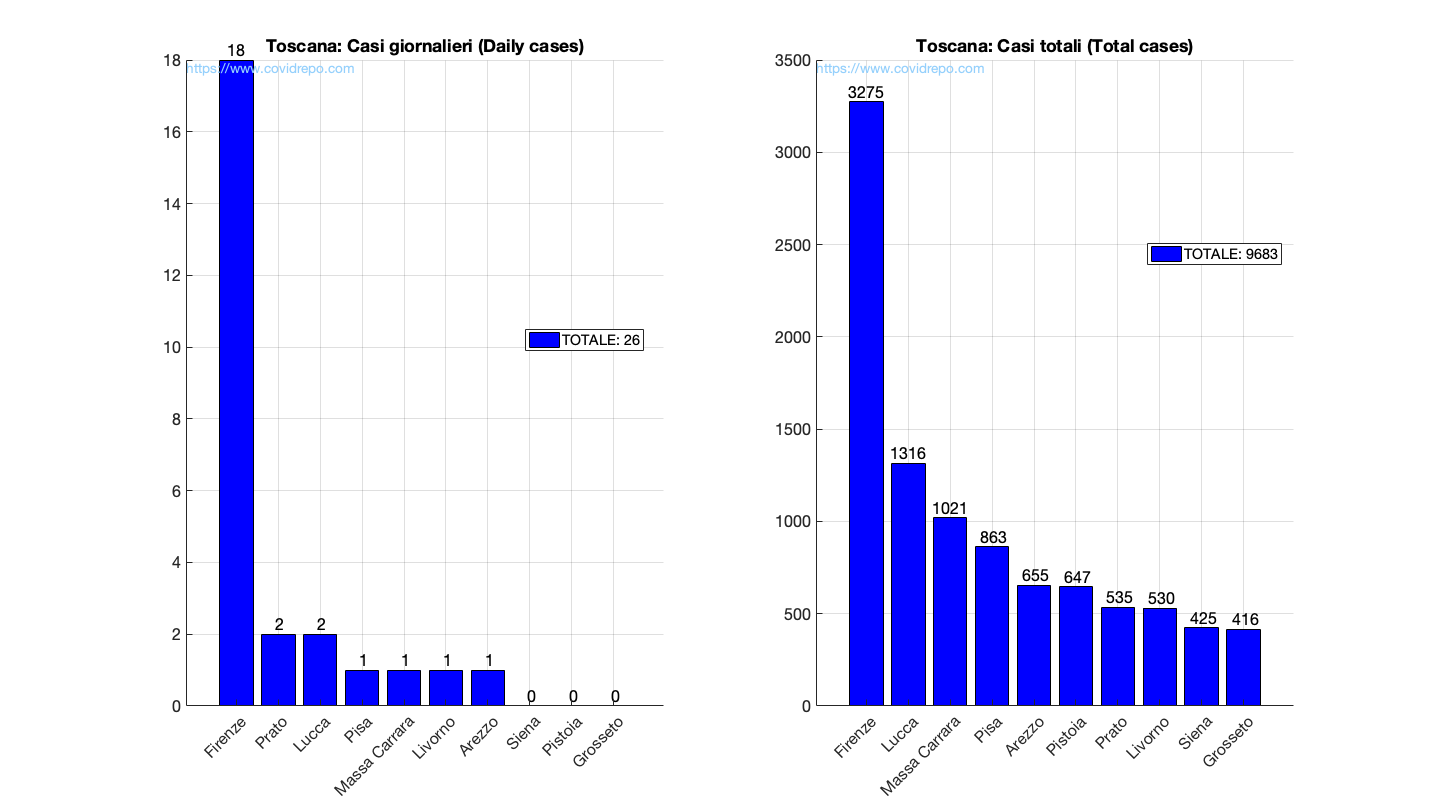 Toscana: Casi giornalieri (Daily cases)
https://www.covidrepo.com
18
16
14
12
10
8
6
4
2
0
18
2
2
1
1
1
1
0
0
0
TOTALE: 26
Firenze
Prato
Lucca
Pisa
Massa Carrara
Livorno
Arezzo
Siena
Pistoia
Grosseto
Toscana: Casi totali (Total cases)
https://www.covidrepo.com
3500
3000
2500
2000
1500
1000
500
0
3275
1316
1021
863
655
647
535
530
425
416
TOTALE: 9683
Firenze
Lucca
Massa Carrara
Pisa
Arezzo
Pistoia
Prato
Livorno
Siena
Grosseto